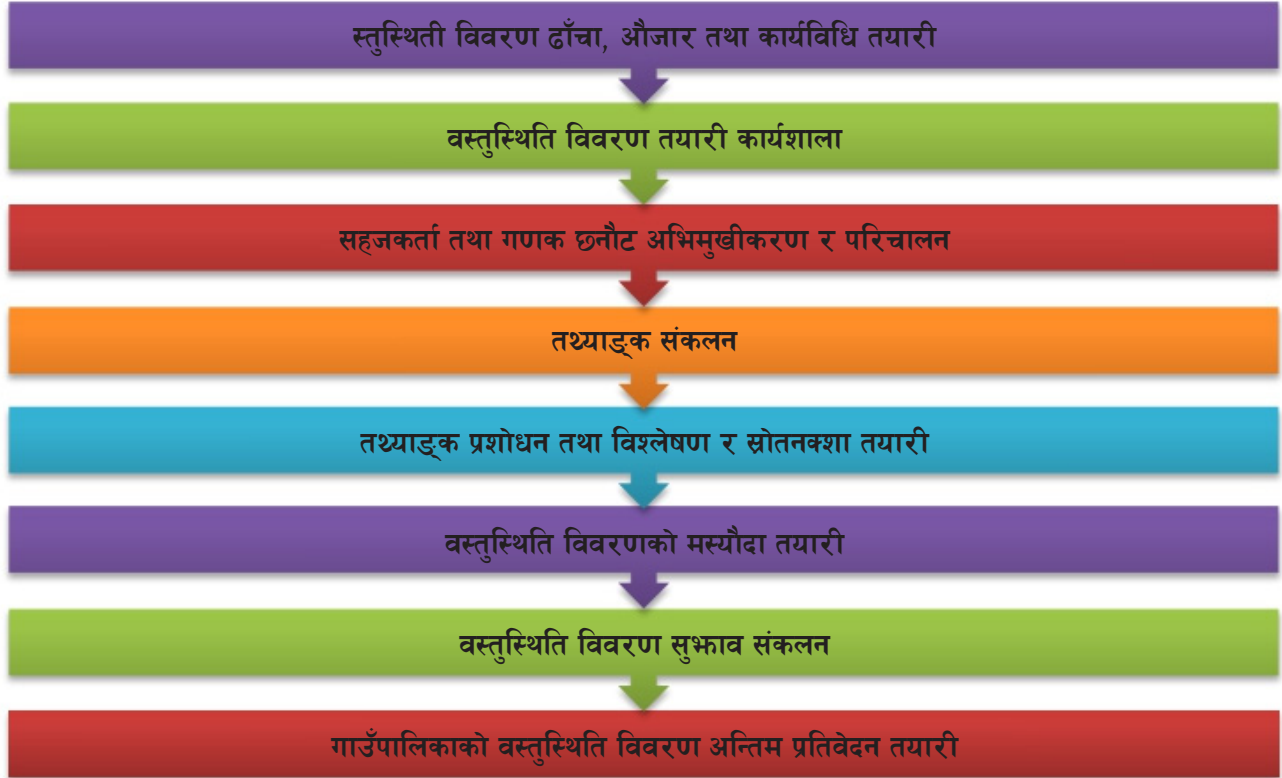 स्तुस्थिती विवरण ढाँचा, औजार तथा कार्यविधि तयारी
वस्तुस्थिति विवरण तयारी कार्यशाला
सहजकर्ता तथा गणक छ्नौट अभिमुखीकरण र परिचालन
तथ्याङ्क संकलन
तथ्याङ्क प्रशोधन तथा विश्लेषण र स्रोतनक्शा तयारी
वस्तुस्थिति विवरणको मस्यौदा तयारी
वस्तुस्थिति विवरण सुझाव संकलन
गाउँपालिकाको वस्तुस्थिति विवरण अन्तिम प्रतिवेदन तयारी